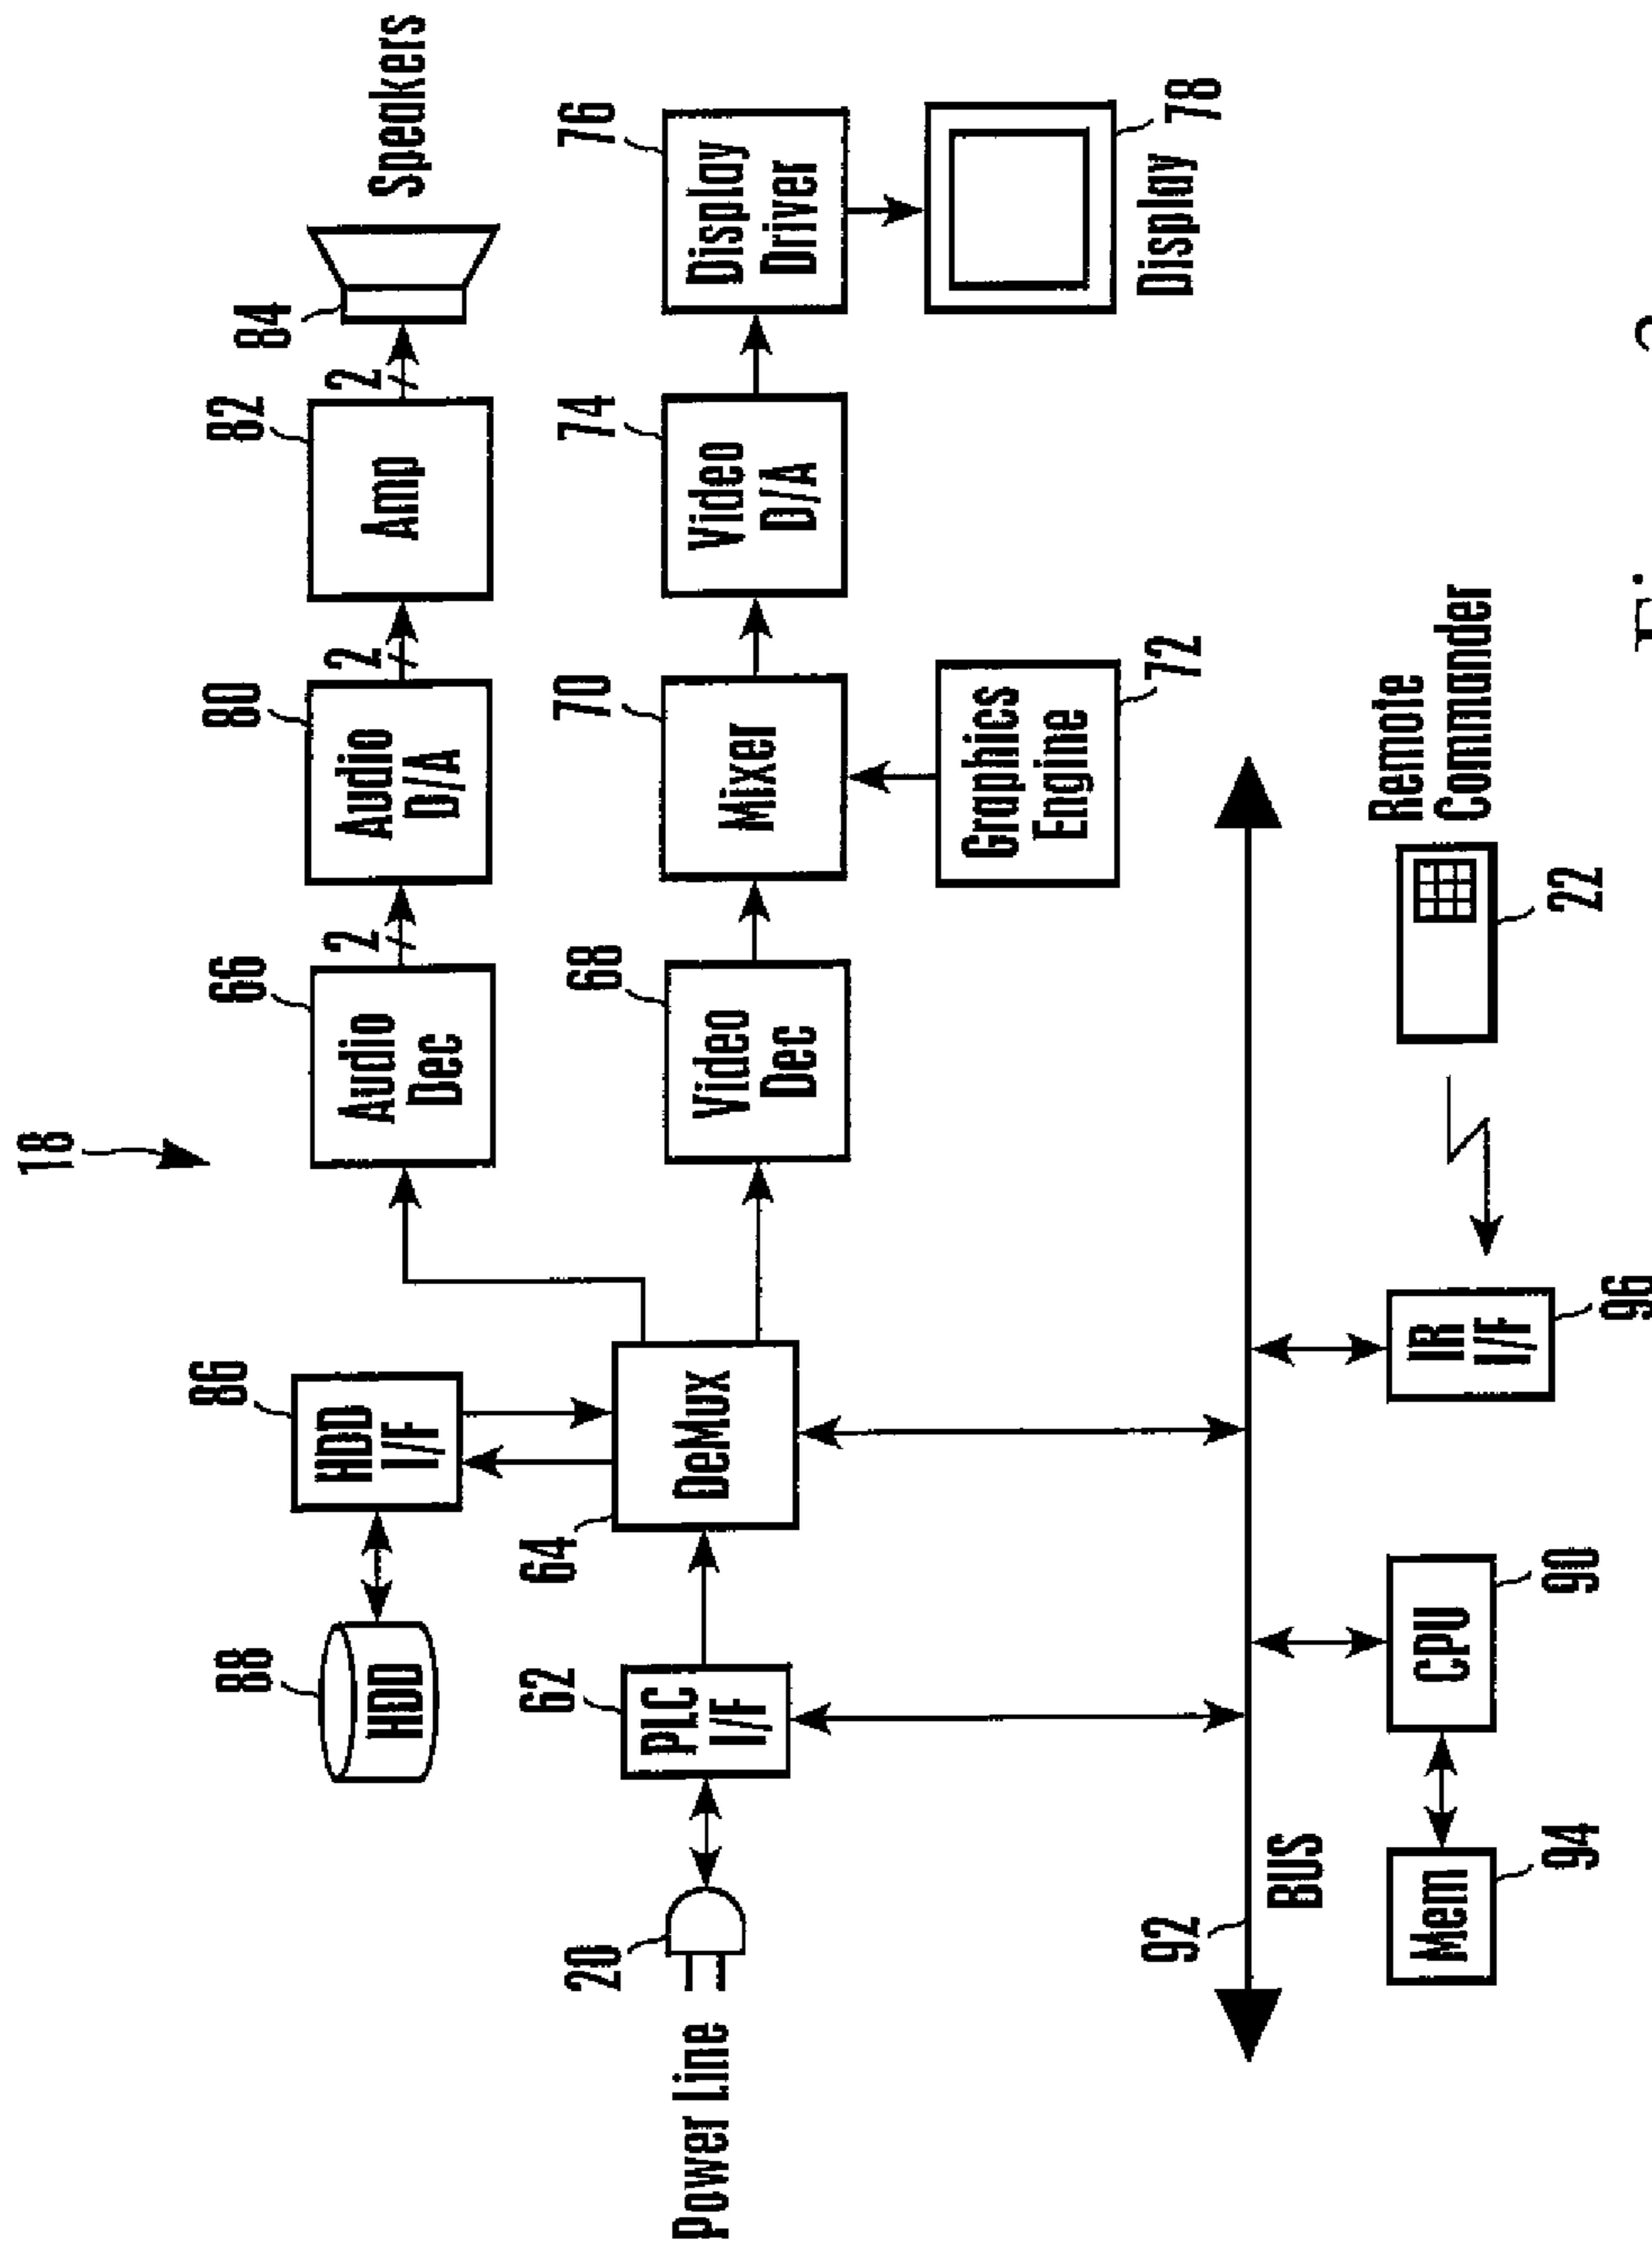 18
88
HDD
86
HDD
I/F
66
Audio
Dec
2
80
Audio
D/A
2
82
Amp
2
84
Speakers
Power Line
20
62
PLC
I/F
64
DeMux
68
Video
Dec
70
Mixer
74
Video
D/A
76
Display
Driver
Graphics
Engine
72
78
Display
92
BUS
Mem
94
CPU
90
IR
I/F
96
22
Remote
Commander